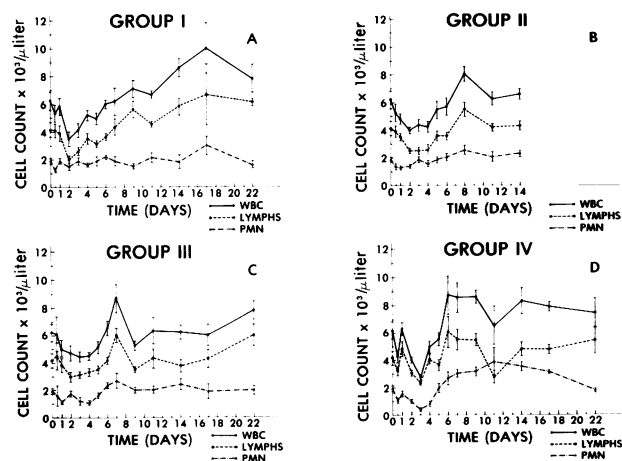 GROUP I
A
CELL COUNT x 10³/μliter
12
10
8
6
4
2
0
0 1 2 4 6 8 10 12 14 16 18 20 22
TIME (DAYS)
WBC
LYMPHS
PMN
GROUP II
B
CELL COUNT x 10³/μliter
12
10
8
6
4
2
0
0 1 2 4 6 8 10 12 14
TIME (DAYS)
WBC
LYMPHS
PMN
GROUP III
C
CELL COUNT x 10³/μliter
12
10
8
6
4
2
0
0 1 2 4 6 8 10 12 14 16 18 20 22
TIME (DAYS)
WBC
LYMPHS
PMN
GROUP IV
D
CELL COUNT x 10³/μliter
12
10
8
6
4
2
0
0 1 2 4 6 8 10 12 14 16 18 20 22
TIME (DAYS)
WBC
LYMPHS
PMN